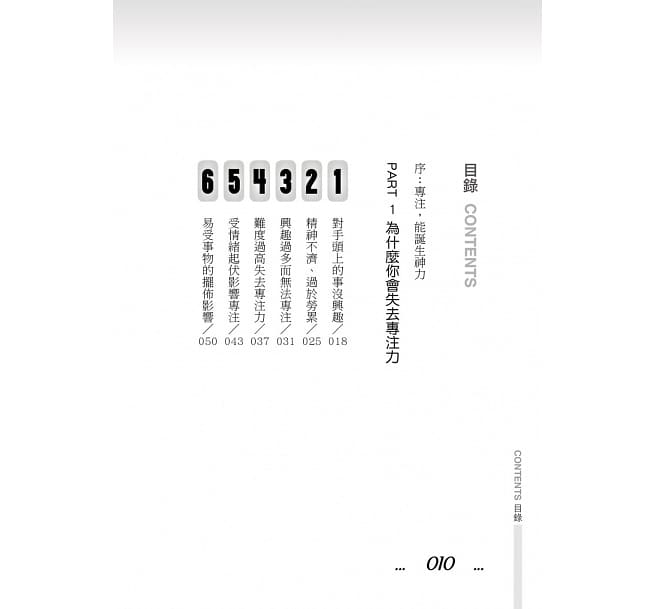 目錄 CONTENTS
序：專注，能誕生神力
PART 1 為什麼你會失去專注力
1 對手頭上的事沒興趣／018
2 精神不濟、過於勞累／025
3 興趣過多而無法專注／031
4 難度過高失去專注力／037
5 受情緒起伏影響專注／043
6 易受事物的擺佈影響／050
CONTENTS 目錄
… 010 …